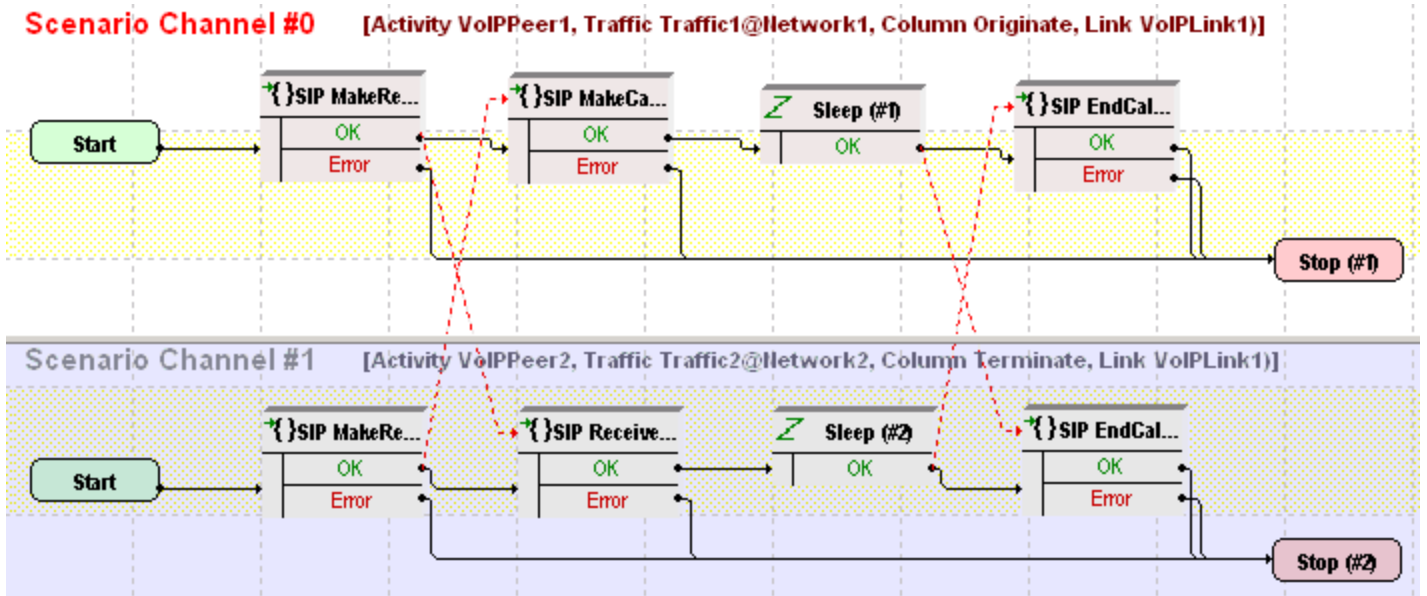 Scenario Channel #0 [Activity VoIPPeer1, Traffic Traffic1@Network1, Column Originate, Link VoIPLink1)]
Start
{ }SIP MakeRe...
OK
Error
{ }SIP MakeCa...
OK
Error
Sleep (#1)
OK
{ }SIP EndCal...
OK
Error
Stop (#1)
Scenario Channel #1 [Activity VoIPPeer2, Traffic Traffic2@Network2, Column Terminate, Link VoIPLink1)]
Start
{ }SIP MakeRe...
OK
Error
{ }SIP Receive...
OK
Error
Sleep (#2)
OK
{ }SIP EndCal...
OK
Error
Stop (#2)